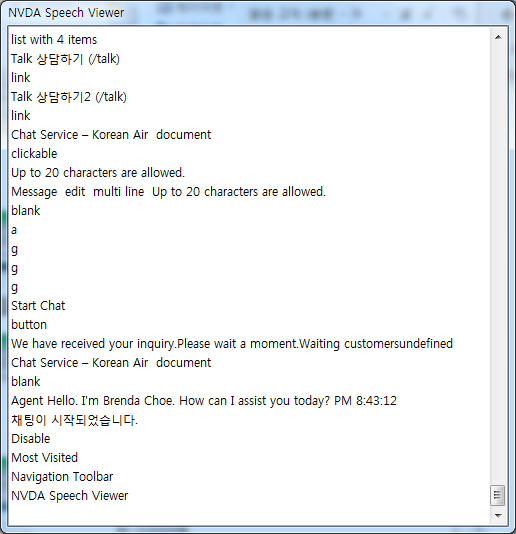 NVDA Speech Viewer
list with 4 items
Talk 상담하기 (/talk)
link
Talk 상담하기2 (/talk)
link
Chat Service – Korean Air  document
clickable
Up to 20 characters are allowed.
Message  edit  multi line  Up to 20 characters are allowed.
blank
a
g
g
g
Start Chat
button
We have received your inquiry.Please wait a moment.Waiting customersundefined
Chat Service – Korean Air  document
blank
Agent Hello. I'm Brenda Choe. How can I assist you today? PM 8:43:12
채팅이 시작되었습니다.
Disable
Most Visited
Navigation Toolbar
NVDA Speech Viewer